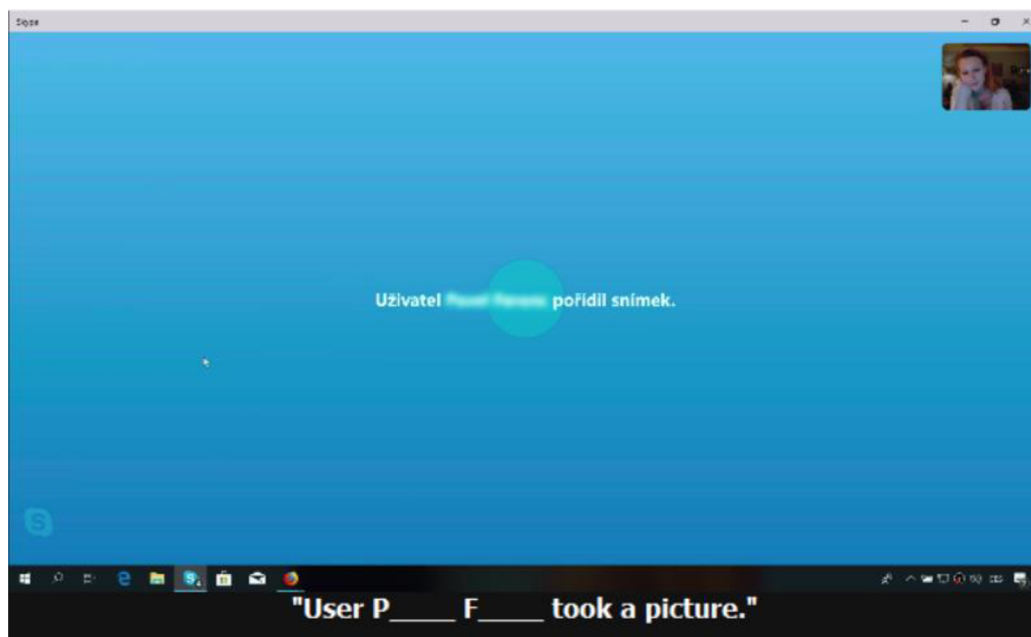 Skype
Uživatel pořídil snímek.
"User P_____ F_____ took a picture."